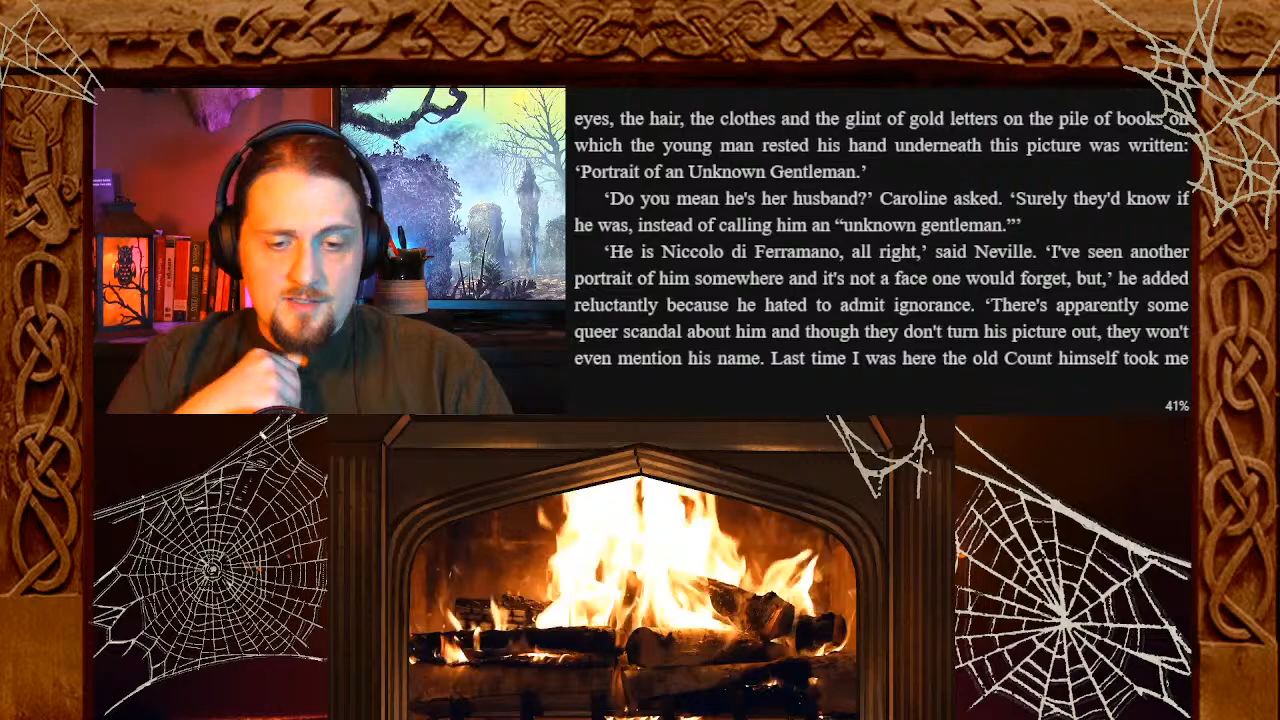 eyes, the hair, the clothes and the glint of gold letters on the pile of books on
which the young man rested his hand underneath this picture was written:
‘Portrait of an Unknown Gentleman.’
‘Do you mean he's her husband?’ Caroline asked. ‘Surely they'd know if
he was, instead of calling him an “unknown gentleman.”’
‘He is Niccolo di Ferramano, all right,’ said Neville. ‘I've seen another
portrait of him somewhere and it's not a face one would forget, but,’ he added
reluctantly because he hated to admit ignorance. ‘There's apparently some
queer scandal about him and though they don't turn his picture out, they won't
even mention his name. Last time I was here the old Count himself took me
41%